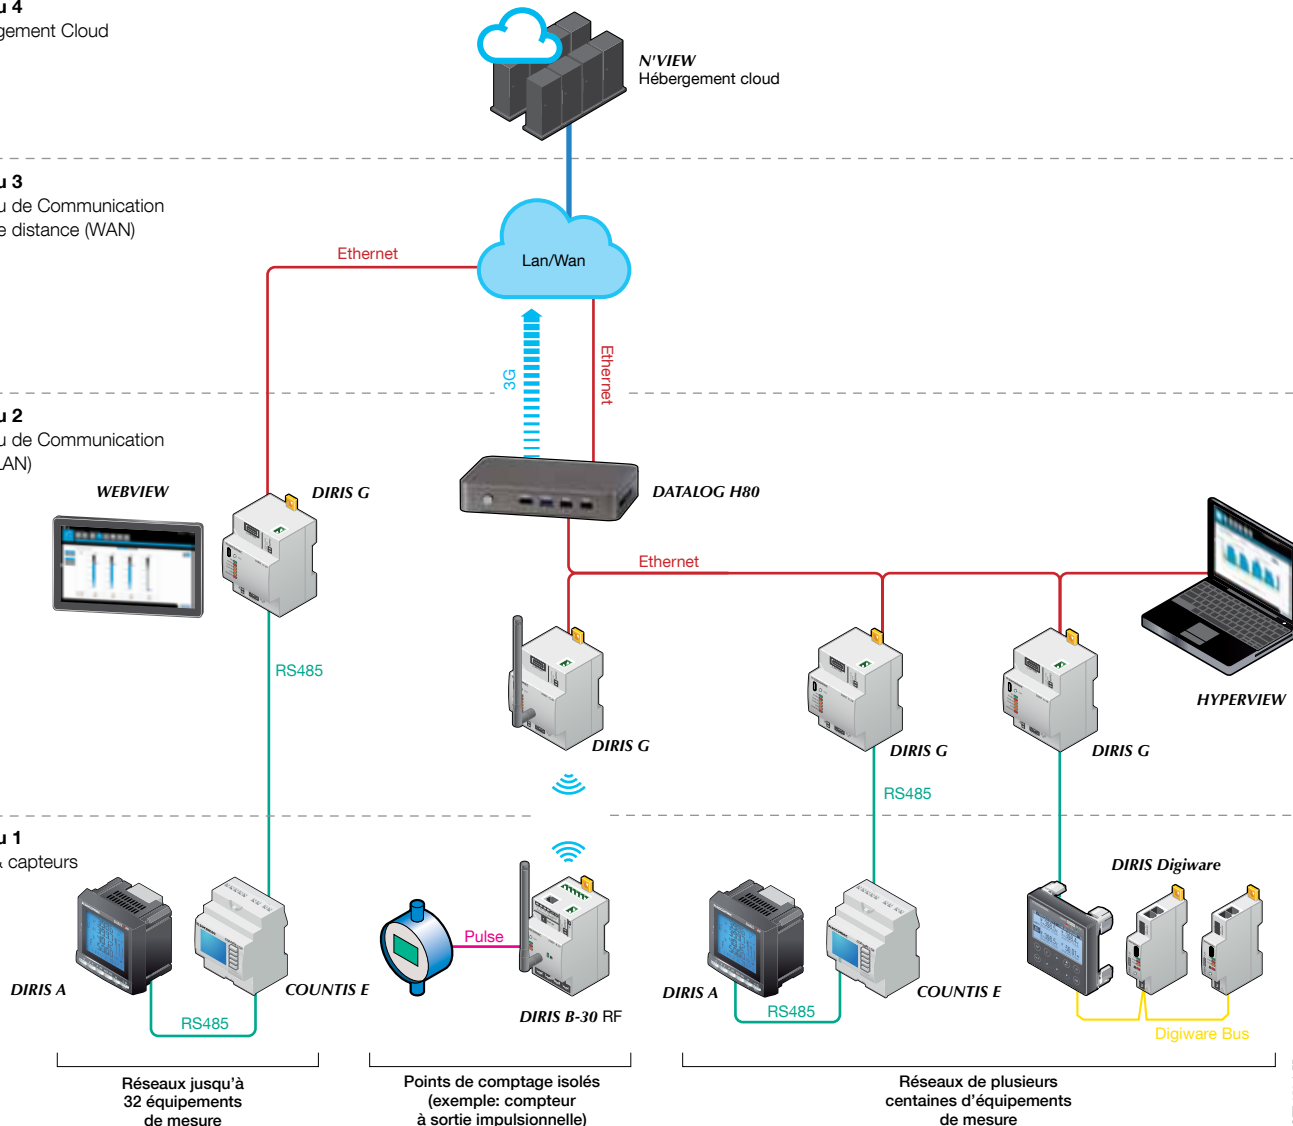 u 4
gement Cloud
N'VIEW
Hébergement cloud
u 3
u de Communication
e distance (WAN)
Ethernet
Lan/Wan
3G
Ethernet
u 2
u de Communication
LAN)
WEBVIEW
DIRIS G
DATALOG H80
Ethernet
RS485
HYPERVIEW
DIRIS G
DIRIS G
DIRIS G
RS485
u 1
& capteurs
DIRIS Digiware
Pulse
DIRIS A
COUNTIS E
DIRIS B-30 RF
DIRIS A
COUNTIS E
RS485
RS485
Digiware Bus
Réseaux jusqu'à
32 équipements
de mesure
Points de comptage isolés
(exemple: compteur
à sortie impulsionnelle)
Réseaux de plusieurs
centaines d'équipements
de mesure